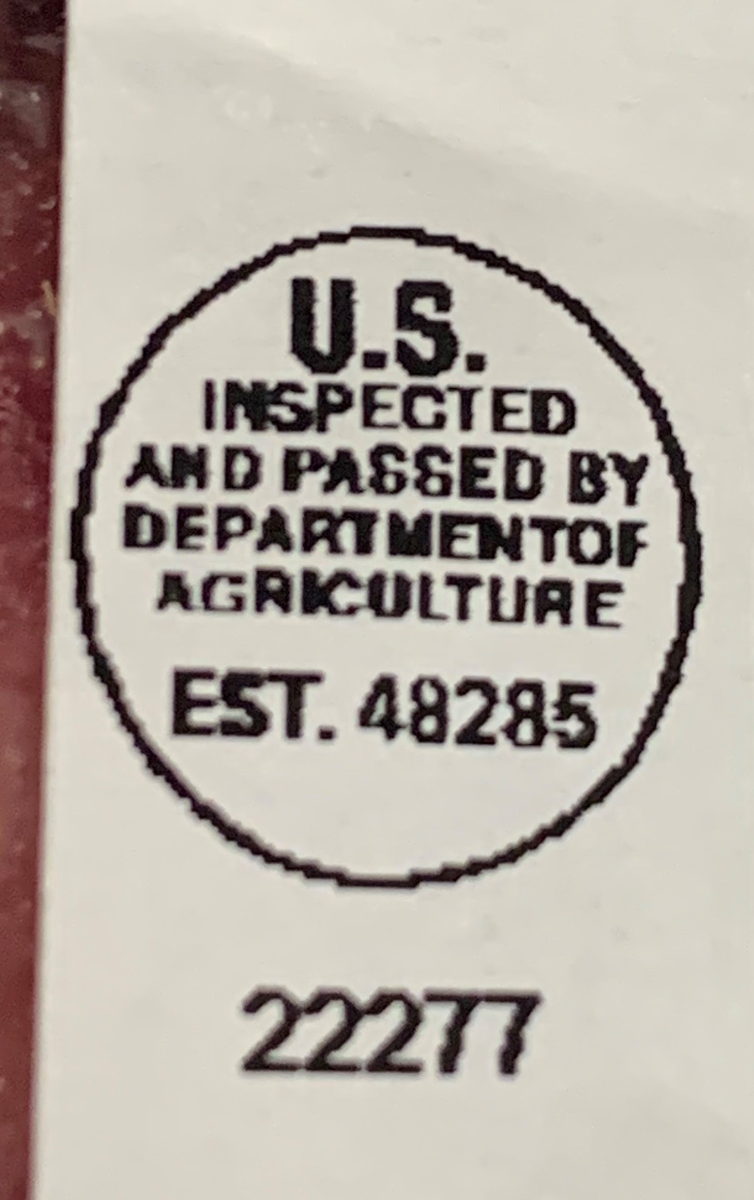 U.S.
INSPECTED
AND PASSED BY
DEPARTMENTOF
AGRICULTURE
EST. 48285
22277